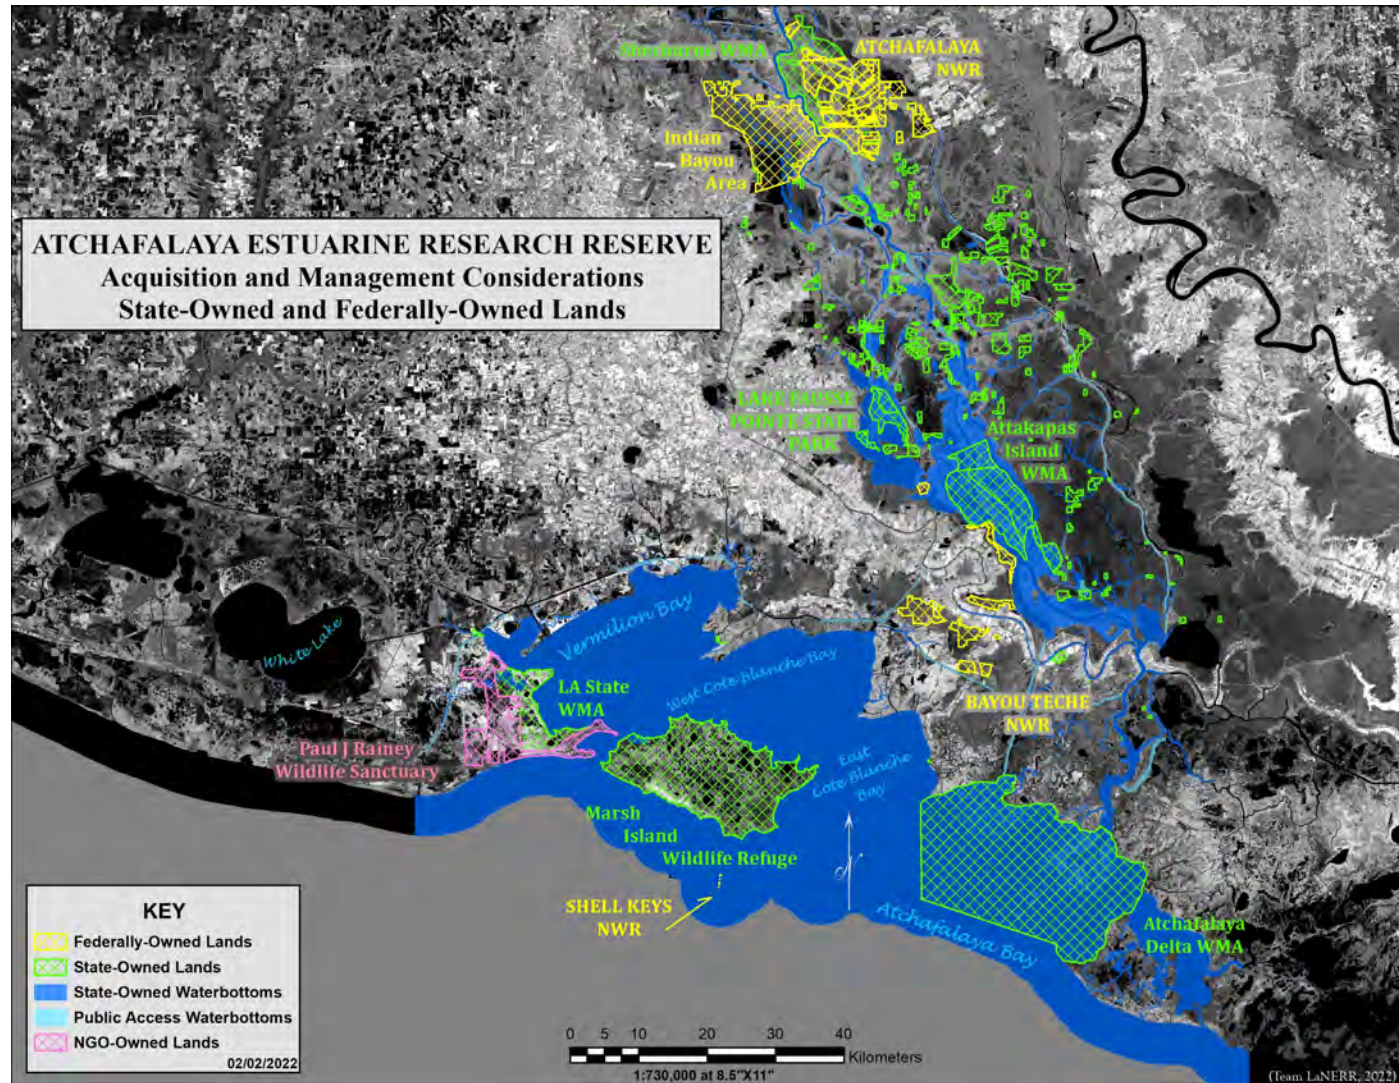 Sherburne WMA
ATCHAFALAYA
NWR
Indian
Bayou
Area
ATCHAFALAYA ESTUARINE RESEARCH RESERVE
Acquisition and Management Considerations
State-Owned and Federally-Owned Lands
LAKE FAUSSE
POINTE STATE
PARK
Attakapas
Island
WMA
White Lake
Vermilion Bay
West Cote Blanche Bay
LA State
WMA
BAYOU TECHE
NWR
Paul J Rainey
Wildlife Sanctuary
East
Cote Blanche
Bay
Marsh
Island
Wildlife Refuge
N
SHELL KEYS
NWR
Atchafalaya Bay
Atchafalaya
Delta WMA
KEY
Federally-Owned Lands
State-Owned Lands
State-Owned Waterbottoms
Public Access Waterbottoms
NGO-Owned Lands
02/02/2022
0 5 10 20 30 40
Kilometers
1:730,000 at 8.5"X11"
(Team LaNERR, 2022)